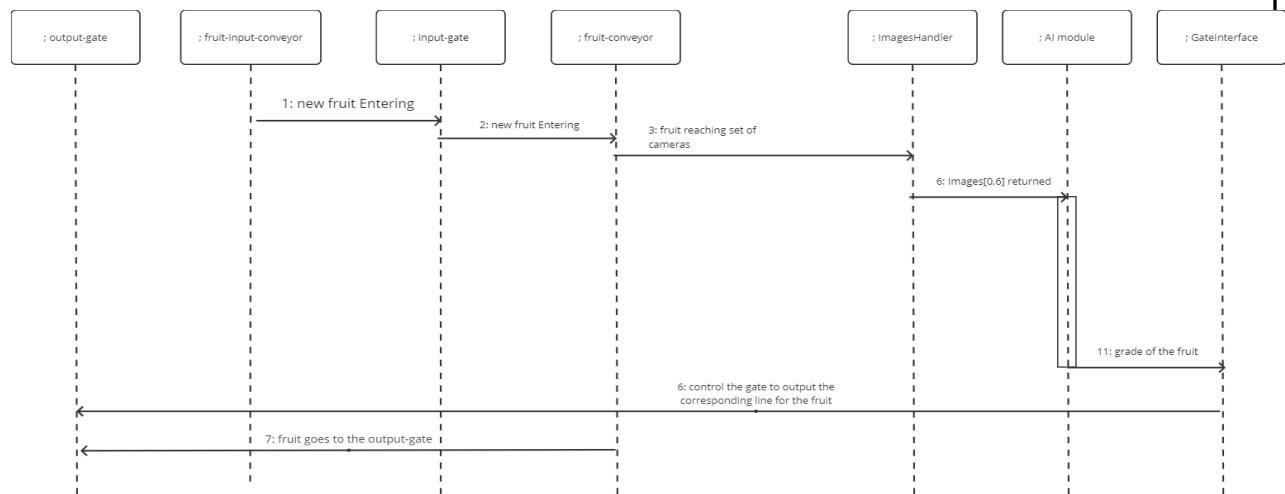 ; output-gate
; fruit-input-conveyor
; input-gate
; fruit-conveyor
; ImagesHandler
; AI module
; GateInterface
1: new fruit Entering
2: new fruit Entering
3: fruit reaching set of
cameras
6: Images[0,6] returned
11: grade of the fruit
6: control the gate to output the
corresponding line for the fruit
7: fruit goes to the output-gate